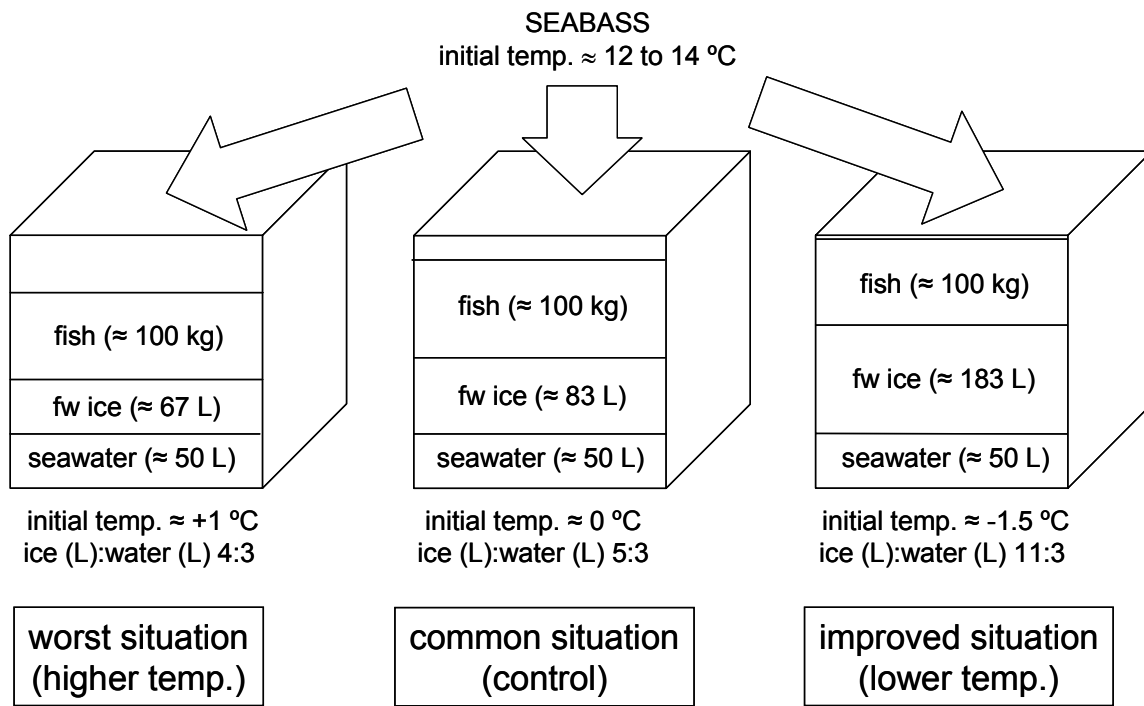 SEABASS
initial temp. ≈ 12 to 14 ºC
fish (≈ 100 kg)
fw ice (≈ 67 L)
seawater (≈ 50 L)
initial temp. ≈ +1 ºC
ice (L):water (L) 4:3
worst situation
(higher temp.)
fish (≈ 100 kg)
fw ice (≈ 83 L)
seawater (≈ 50 L)
initial temp. ≈ 0 ºC
ice (L):water (L) 5:3
common situation
(control)
fish (≈ 100 kg)
fw ice (≈ 183 L)
seawater (≈ 50 L)
initial temp. ≈ -1.5 ºC
ice (L):water (L) 11:3
improved situation
(lower temp.)